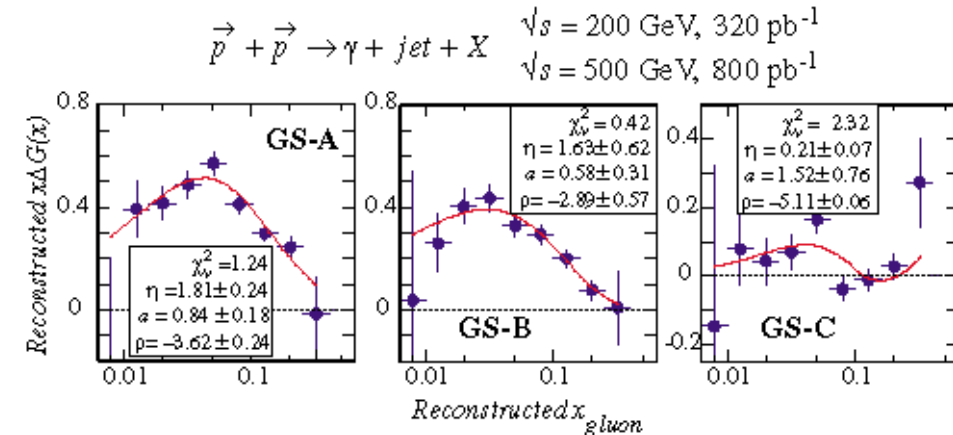 p⃗ + p⃗ → γ + jet + X
√s = 200 GeV, 320 pb⁻¹
√s = 500 GeV, 800 pb⁻¹
Reconstructed xΔG(x)
0.8
0.4
0
GS-A
χ²ᵥ =1.24
η =1.81±0.24
a = 0.84 ±0.18
ρ= −3.62±0.24
0.01 0.1
0.8
0.4
0
χ²ᵥ = 0.42
η = 1.63±0.62
a = 0.58±0.31
ρ= −2.89±0.57
GS-B
0.01 0.1
0.4
0.2
0
-0.2
χ²ᵥ = 2.32
η = 0.21±0.07
a = 1.52±0.76
ρ= −5.11±0.06
GS-C
0.01 0.1
Reconstructed x gluon